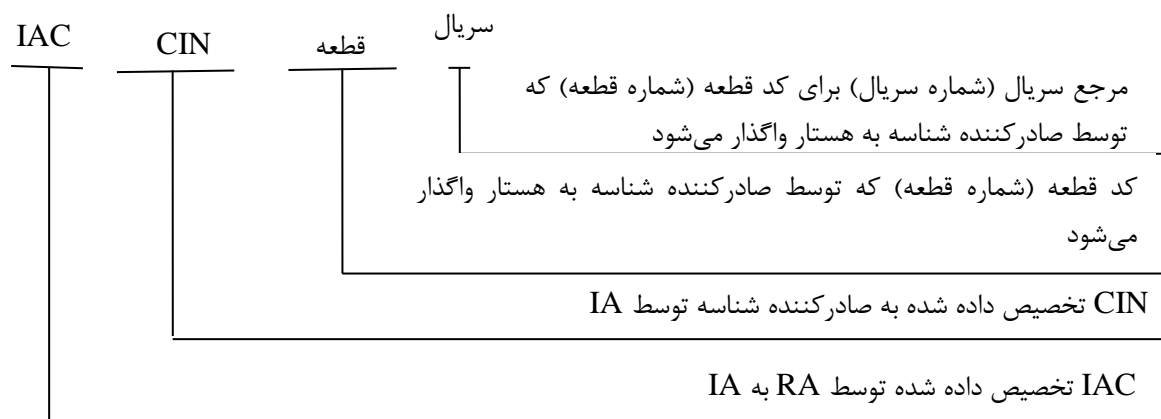 IAC
CIN
قطعه
سریال
مرجع سریال (شماره سریال) برای کد قطعه (شماره قطعه) که
توسط صادرکننده شناسه به هستار واگذار می‌شود
کد قطعه (شماره قطعه) که توسط صادرکننده شناسه به هستار واگذار
می‌شود
CIN تخصیص داده شده به صادرکننده شناسه توسط IA
IAC تخصیص داده شده توسط RA به IA